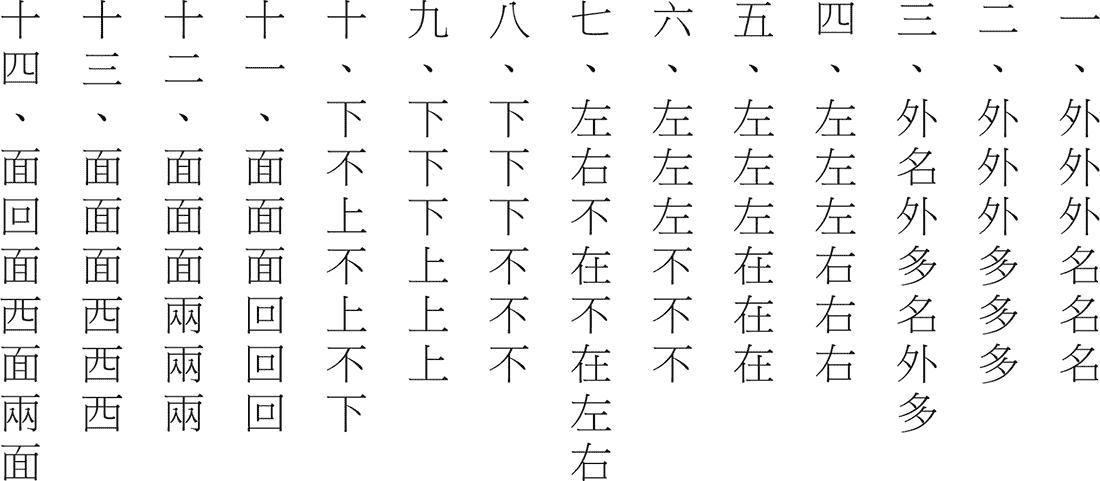 一、外外外名名名
二、外外外多多多
三、外名外多名外多
四、左左左右右右
五、左左左在在在
六、左左左不不不
七、左右不在不在左右
八、下下下不不不
九、下下下上上上
十、下不上不上不下
十一、面面面回回回
十二、面面面兩兩兩
十三、面面面西西西
十四、面回面西面兩面